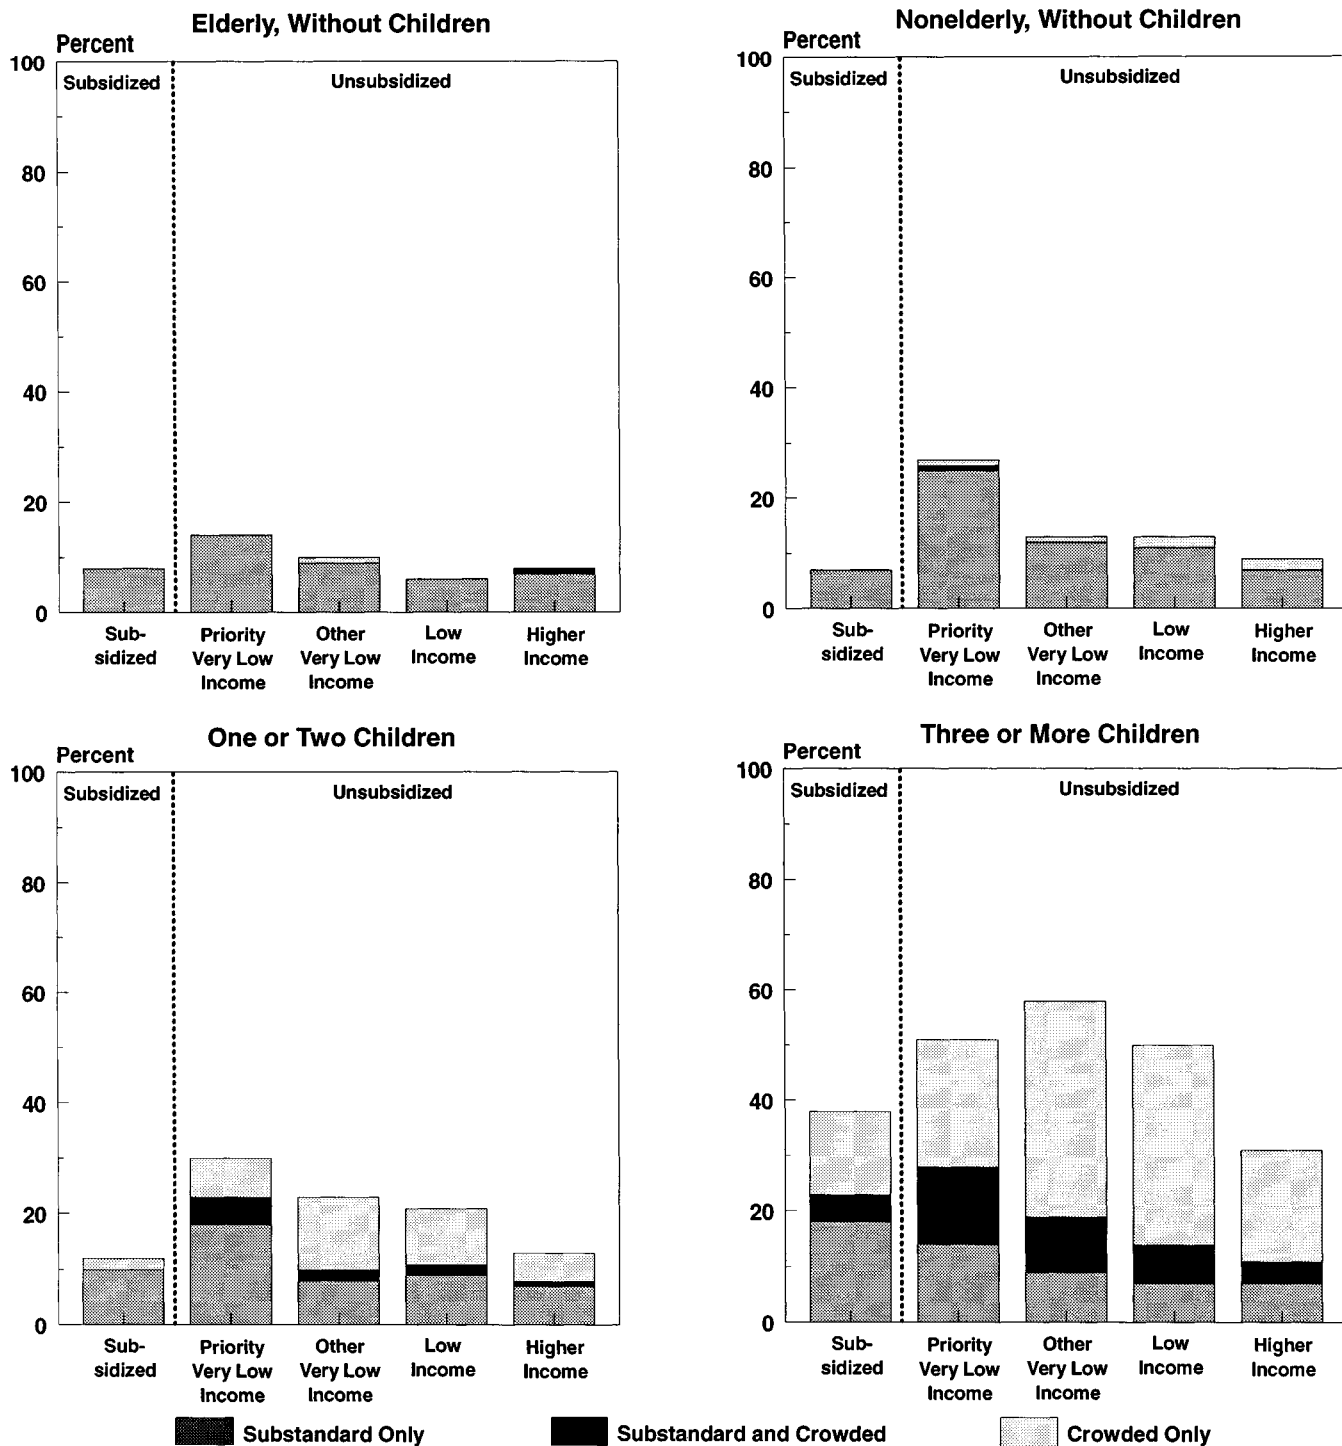 Elderly, Without Children
Percent
100
80
60
40
20
0
Subsidized
Unsubsidized
Sub-
sidized
Priority
Very Low
Income
Other
Very Low
Income
Low
Income
Higher
Income
Nonelderly, Without Children
Percent
100
80
60
40
20
0
Subsidized
Unsubsidized
Sub-
sidized
Priority
Very Low
Income
Other
Very Low
Income
Low
Income
Higher
Income
One or Two Children
Percent
100
80
60
40
20
0
Subsidized
Unsubsidized
Sub-
sidized
Priority
Very Low
Income
Other
Very Low
Income
Low
Income
Higher
Income
Three or More Children
Percent
100
80
60
40
20
0
Subsidized
Unsubsidized
Sub-
sidized
Priority
Very Low
Income
Other
Very Low
Income
Low
Income
Higher
Income
Substandard Only
Substandard and Crowded
Crowded Only